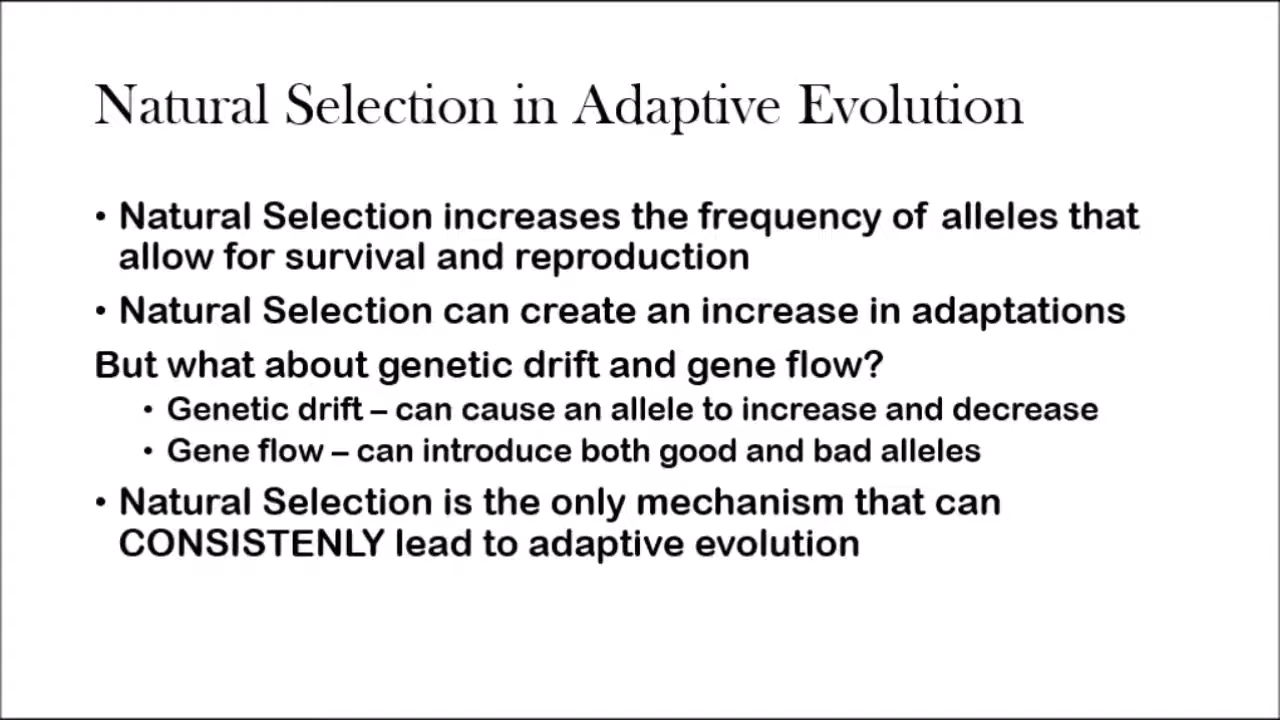 Natural Selection in Adaptive Evolution
• Natural Selection increases the frequency of alleles that
allow for survival and reproduction
• Natural Selection can create an increase in adaptations
But what about genetic drift and gene flow?
• Genetic drift – can cause an allele to increase and decrease
• Gene flow – can introduce both good and bad alleles
• Natural Selection is the only mechanism that can
CONSISTENLY lead to adaptive evolution